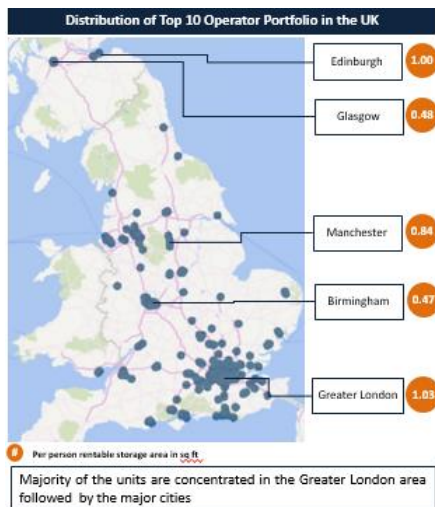 Distribution of Top 10 Operator Portfolio in the UK
Edinburgh 1.00
Glasgow 0.48
Manchester 0.84
Birmingham 0.47
Greater London 1.03
# Per person rentable storage area in sq ft
Majority of the units are concentrated in the Greater London area
followed by the major cities